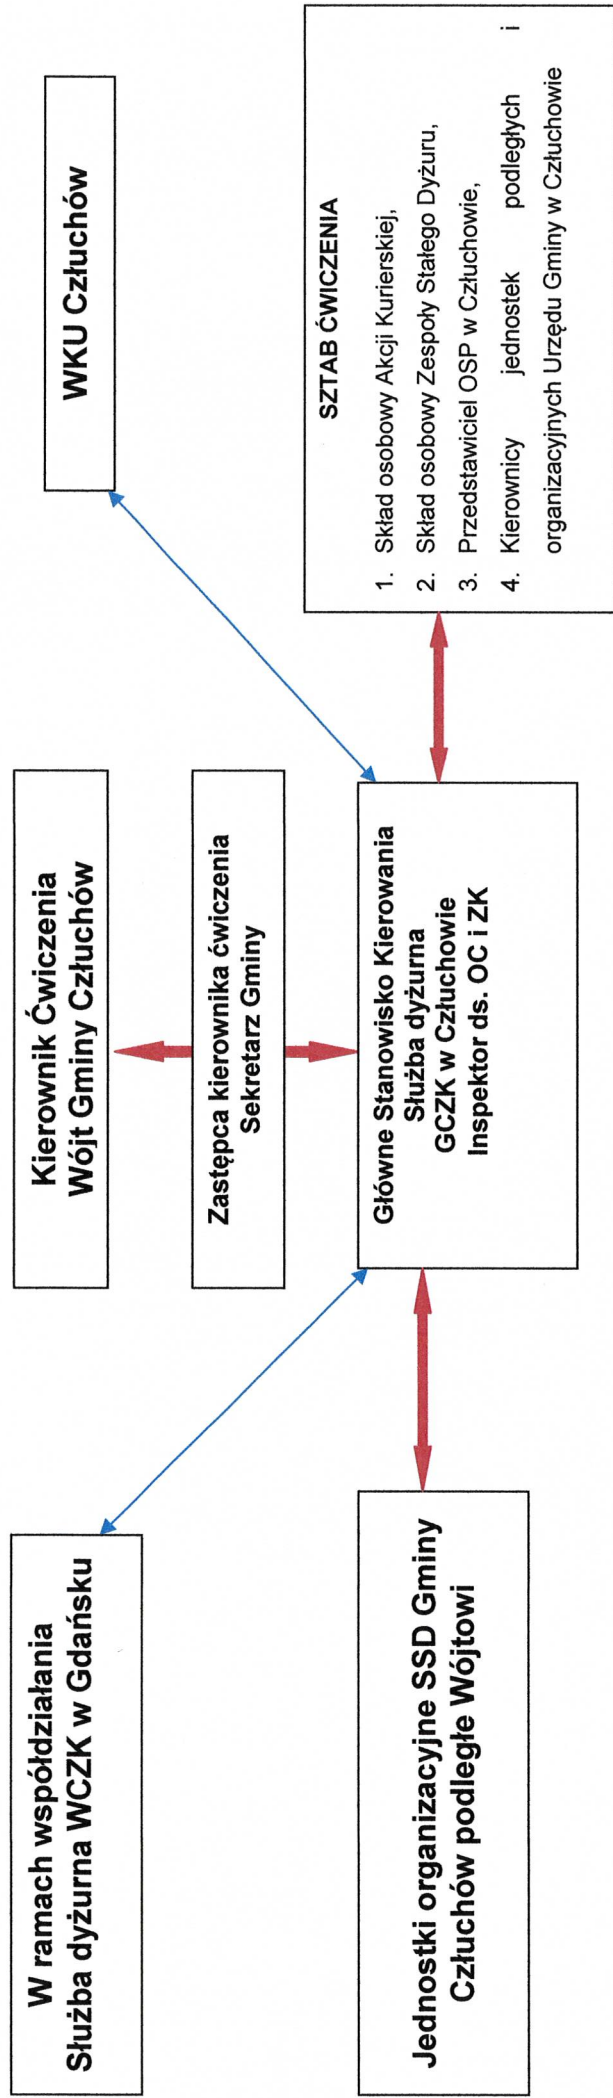 W ramach współdziałania
Służba dyżurna WCZK w Gdańsku
Kierownik Ćwiczenia
Wójt Gminy Człuchów
WKU Człuchów
Zastępca kierownika ćwiczenia
Sekretarz Gminy
Jednostki organizacyjne SSD Gminy
Człuchów podległe Wójtowi
Główne Stanowisko Kierowania
Służba dyżurna
GCZK w Człuchowie
Inspektor ds. OC i ZK
SZTAB ĆWICZENIA
1. Skład osobowy Akcji Kurierskiej,
2. Skład osobowy Zespoły Stałego Dyżuru,
3. Przedstawiciel OSP w Człuchowie,
4. Kierownicy jednostek podległych i
organizacyjnych Urzędu Gminy w Człuchowie